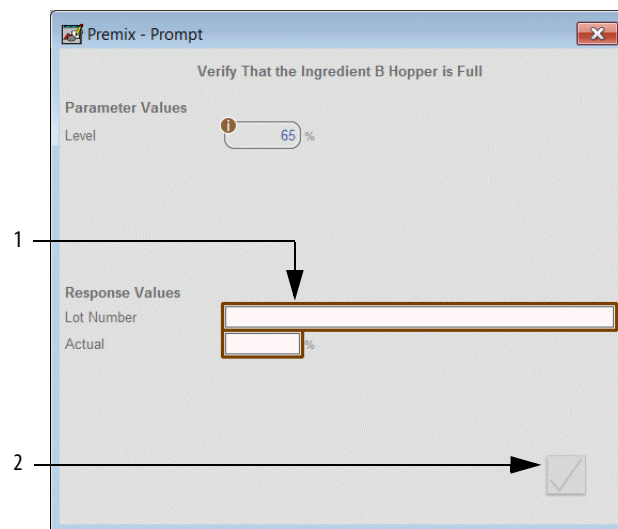 Premix - Prompt
Verify That the Ingredient B Hopper is Full
Parameter Values
Level 65 %
1
Response Values
Lot Number
Actual %
2